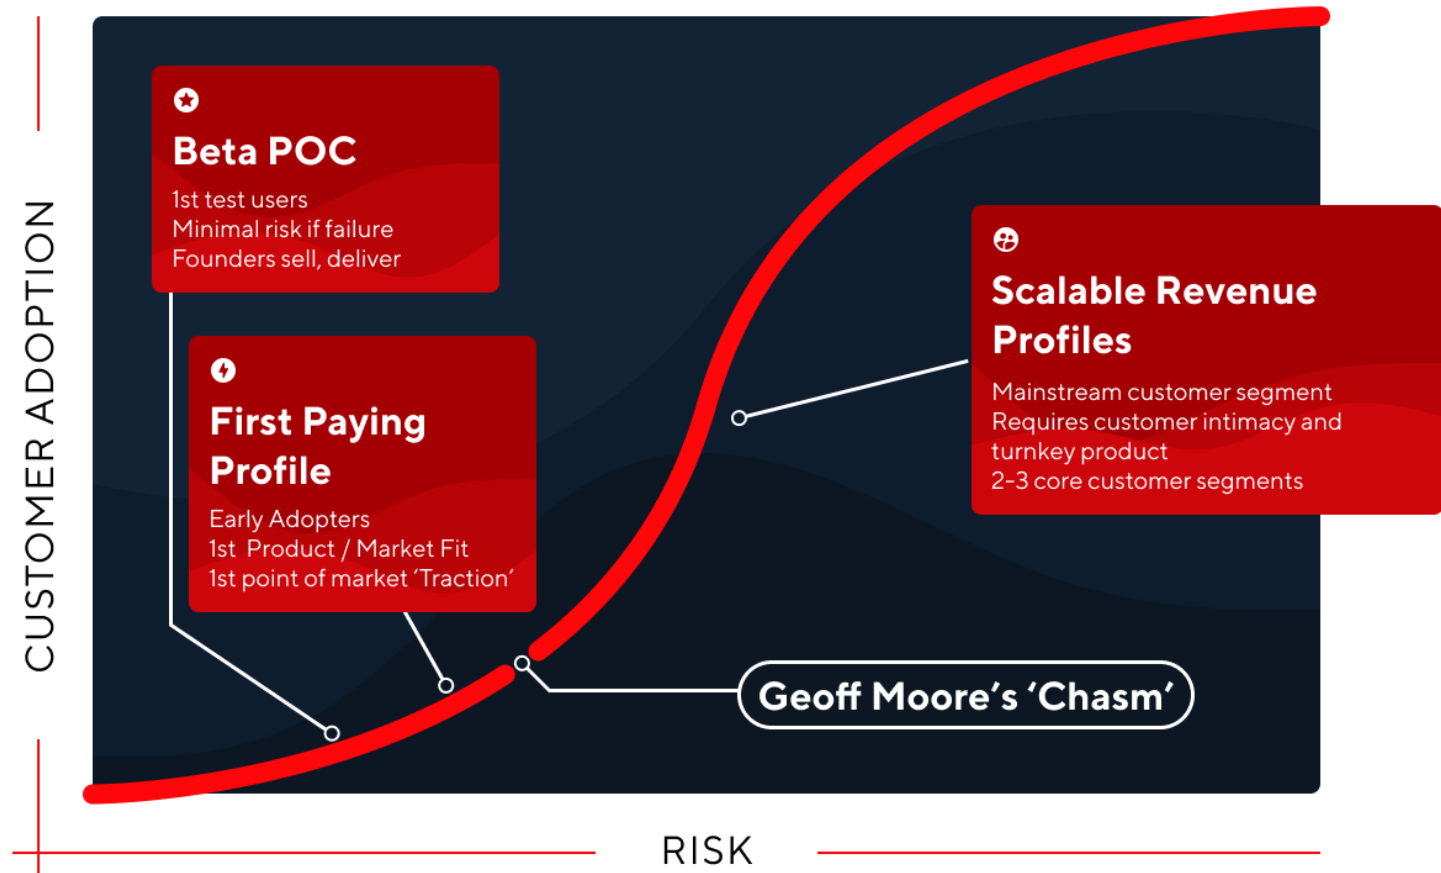 CUSTOMER ADOPTION
Beta POC
1st test users
Minimal risk if failure
Founders sell, deliver
First Paying
Profile
Early Adopters
1st Product / Market Fit
1st point of market ‘Traction’
Scalable Revenue
Profiles
Mainstream customer segment
Requires customer intimacy and
turnkey product
2-3 core customer segments
Geoff Moore’s ‘Chasm’
RISK